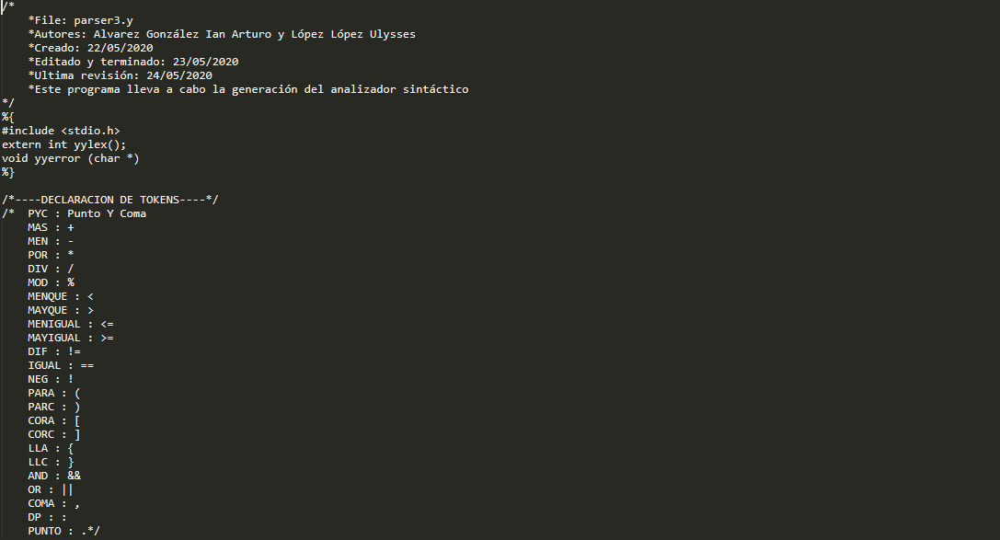 /*
    *File: parser3.y
    *Autores: Alvarez González Ian Arturo y López López Ulysses
    *Creado: 22/05/2020
    *Editado y terminado: 23/05/2020
    *Ultima revisión: 24/05/2020
    *Este programa lleva a cabo la generación del analizador sintáctico
*/
%{
#include <stdio.h>
extern int yylex();
void yyerror (char *)
%}

/*----DECLARACION DE TOKENS----*/
/*  PYC : Punto Y Coma
    MAS : +
    MEN : -
    POR : *
    DIV : /
    MOD : %
    MENQUE : <
    MAYQUE : >
    MENIGUAL : <=
    MAYIGUAL : >=
    DIF : !=
    IGUAL : ==
    NEG : !
    PARA : (
    PARC : )
    CORA : [
    CORC : ]
    LLA : {
    LLC : }
    AND : &&
    OR : ||
    COMA : ,
    DP : :
    PUNTO : .*/